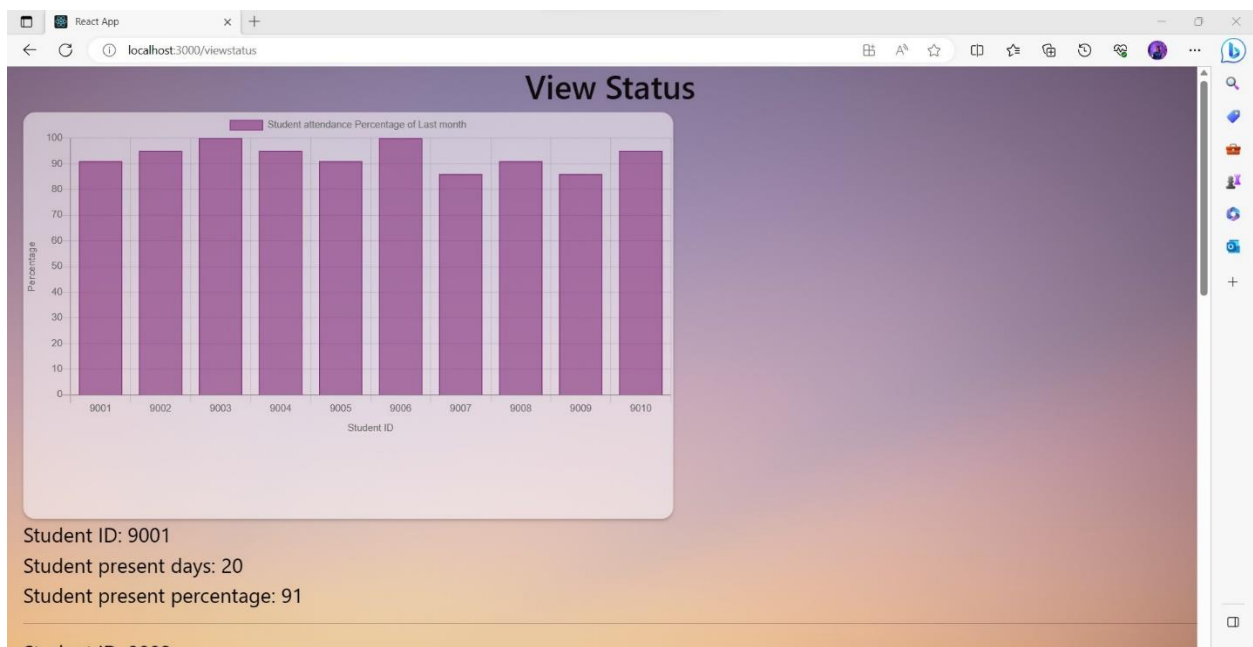 React App
localhost:3000/viewstatus
View Status
Student attendance Percentage of Last month
100
90
80
70
60
50
40
30
20
10
0
Percentage
9001 9002 9003 9004 9005 9006 9007 9008 9009 9010
Student ID
Student ID: 9001
Student present days: 20
Student present percentage: 91